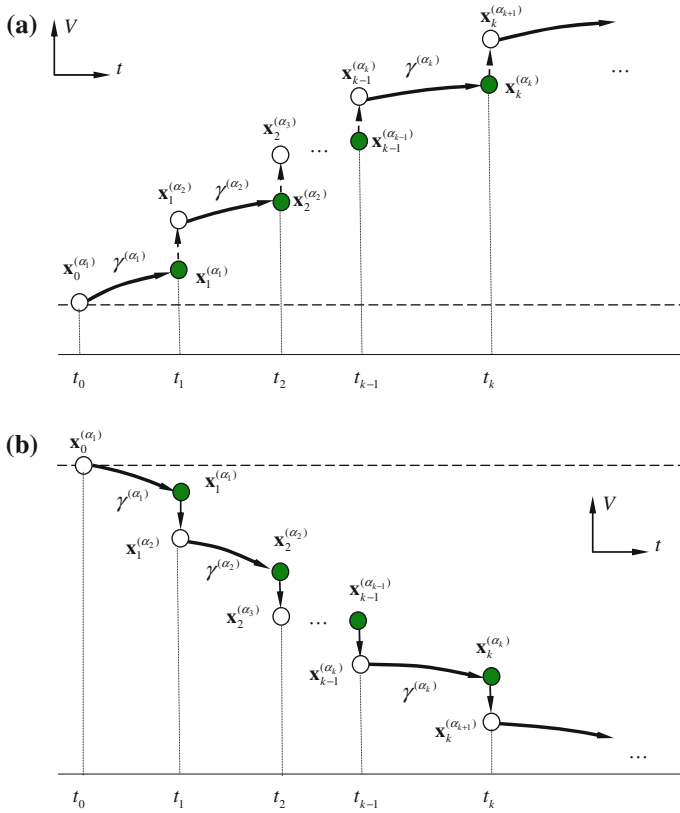 (a)
V
t
x_k^{(α_{k+1})}
x_{k-1}^{(α_k)}
γ^{(α_k)}
x_k^{(α_k)}
...
x_2^{(α_3)}
...
x_{k-1}^{(α_{k-1})}
x_1^{(α_2)}
γ^{(α_2)}
x_2^{(α_2)}
x_0^{(α_1)}
γ^{(α_1)}
x_1^{(α_1)}
t_0 t_1 t_2 t_{k-1} t_k
(b)
x_0^{(α_1)}
x_1^{(α_1)}
γ^{(α_1)}
V
t
x_1^{(α_2)}
x_2^{(α_2)}
γ^{(α_2)}
x_{k-1}^{(α_{k-1})}
x_2^{(α_3)}
...
x_k^{(α_k)}
x_{k-1}^{(α_k)}
γ^{(α_k)}
x_k^{(α_{k+1})}
...
t_0 t_1 t_2 t_{k-1} t_k